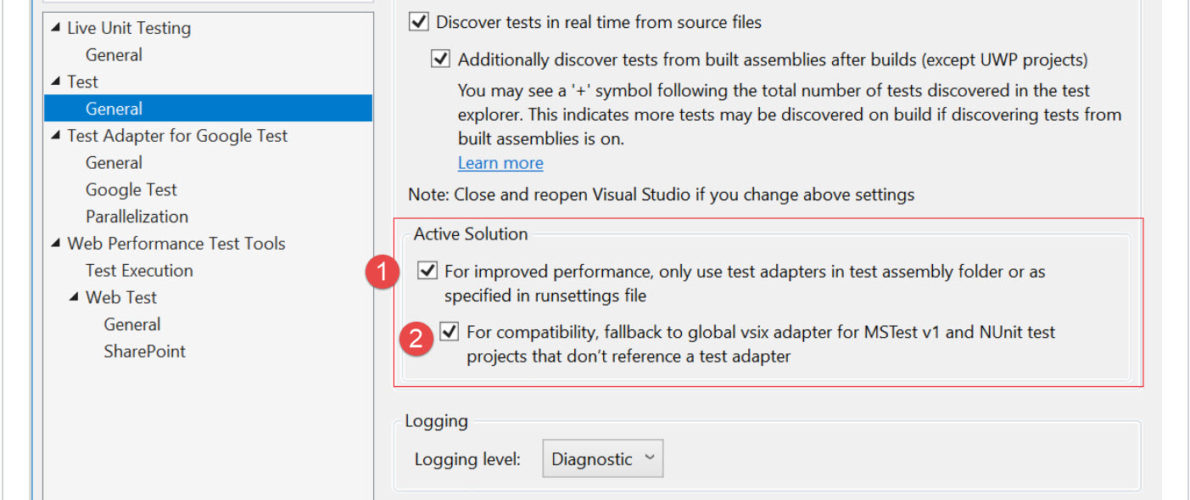 Live Unit Testing
General
Test
General
Test Adapter for Google Test
General
Google Test
Parallelization
Web Performance Test Tools
Test Execution
Web Test
General
SharePoint
Discover tests in real time from source files
Additionally discover tests from built assemblies after builds (except UWP projects)
You may see a '+' symbol following the total number of tests discovered in the test
explorer. This indicates more tests may be discovered on build if discovering tests from
built assemblies is on.
Learn more
Note: Close and reopen Visual Studio if you change above settings
Active Solution
1 For improved performance, only use test adapters in test assembly folder or as
specified in runsettings file
2 For compatibility, fallback to global vsix adapter for MSTest v1 and NUnit test
projects that don't reference a test adapter
Logging
Logging level: Diagnostic